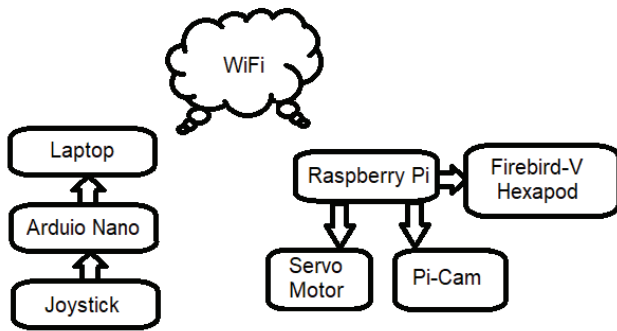 WiFi
Laptop
Arduio Nano
Joystick
Raspberry Pi
Firebird-V
Hexapod
Servo
Motor
Pi-Cam